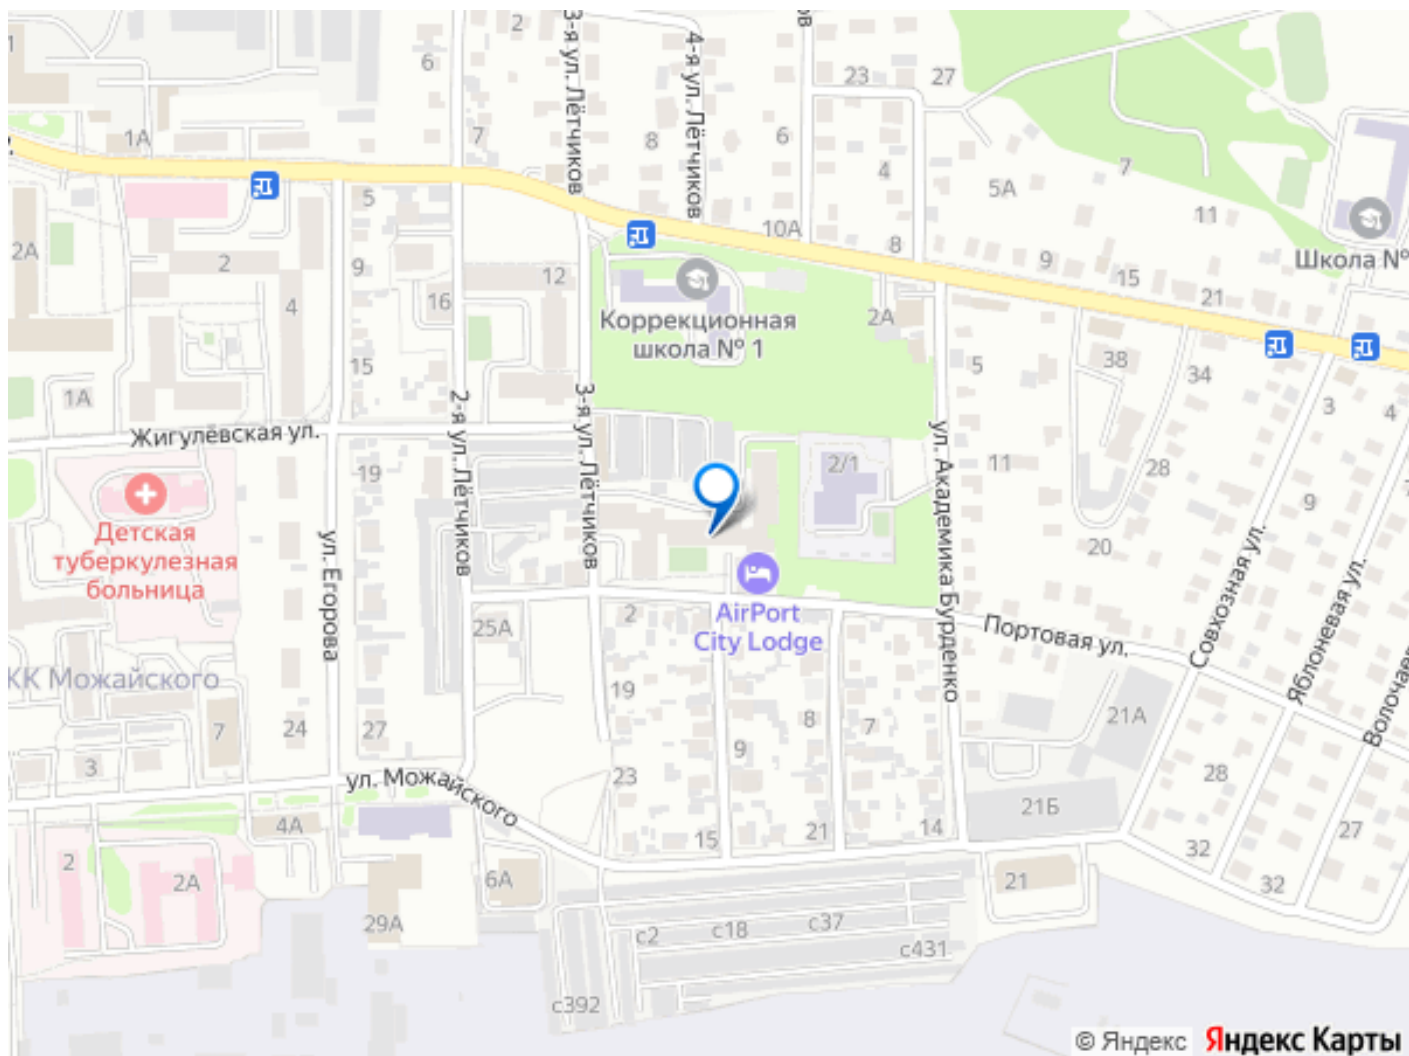 1
2
6
3-я ул. Лётчиков
4-я ул. Лётчиков
23
27
1А
7
8
6
4
7
5А
5
11
10А
8
2А
2
9
12
9
15
Школа №
4
16
21
2А
Коррекционная
школа № 1
15
5
38
34
1А
3
4
Жигулёвская ул.
2-я ул. Лётчиков
3-я ул. Лётчиков
ул. Академика Бурденко
19
2/1
11
28
9
7
Детская
туберкулезная
больница
ул. Егорова
20
Совхозная ул.
Яблоневая ул.
AirPort
City Lodge
25А
2
Портовая ул.
КК Можайского
19
Волочаев
7
24
27
9
8
7
21А
3
ул. Можайского
23
28
4А
15
21
14
21Б
27
2
2А
6А
21
32
32
29А
с2
с18
с37
с431
с392
© Яндекс Яндекс Карты